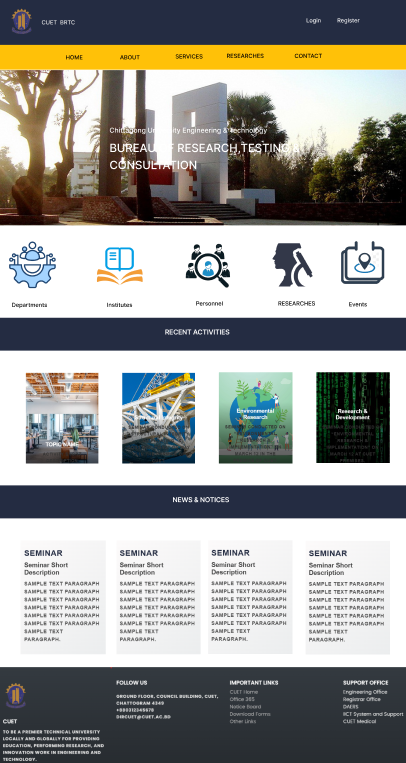 CUET BRTC
Login Register
HOME ABOUT SERVICES RESEARCHES CONTACT
Chittagong University Engineering & Technology
BUREAU OF RESEARCH,TESTING &
CONSULTATION
Departments Institutes Personnel RESEARCHES Events
RECENT ACTIVITIES
TOPIC NAME
Environmental
Research
Research &
Development
NEWS & NOTICES
SEMINAR
Seminar Short
Description
SAMPLE TEXT PARAGRAPH
SAMPLE TEXT PARAGRAPH
SAMPLE TEXT PARAGRAPH
SAMPLE TEXT PARAGRAPH
SAMPLE TEXT PARAGRAPH
SAMPLE TEXT PARAGRAPH
SAMPLE TEXT
PARAGRAPH.
SEMINAR
Seminar Short
Description
SAMPLE TEXT PARAGRAPH
SAMPLE TEXT PARAGRAPH
SAMPLE TEXT PARAGRAPH
SAMPLE TEXT PARAGRAPH
SAMPLE TEXT PARAGRAPH
SAMPLE TEXT PARAGRAPH
SAMPLE TEXT
PARAGRAPH.
SEMINAR
Seminar Short
Description
SAMPLE TEXT PARAGRAPH
SAMPLE TEXT PARAGRAPH
SAMPLE TEXT PARAGRAPH
SAMPLE TEXT PARAGRAPH
SAMPLE TEXT PARAGRAPH
SAMPLE TEXT PARAGRAPH
SAMPLE TEXT
PARAGRAPH.
SEMINAR
Seminar Short
Description
SAMPLE TEXT PARAGRAPH
SAMPLE TEXT PARAGRAPH
SAMPLE TEXT PARAGRAPH
SAMPLE TEXT PARAGRAPH
SAMPLE TEXT PARAGRAPH
SAMPLE TEXT PARAGRAPH
SAMPLE TEXT
PARAGRAPH.
CUET
TO BE A PREMIER TECHNICAL UNIVERSITY
LOCALLY AND GLOBALLY FOR PROVIDING
EDUCATION, PERFORMING RESEARCH, AND
INNOVATION WORK IN ENGINEERING AND
TECHNOLOGY.
FOLLOW US
GROUND FLOOR, COUNCIL BUILDING, CUET,
CHATTOGRAM 4349
+880312345678
DIRCUET@CUET.AC.BD
IMPORTANT LINKS
CUET Home
Office 365
Notice Board
Download Forms
Other Links
SUPPORT OFFICE
Engineering Office
Registrar Office
DAERS
IICT System and Support
CUET Medical